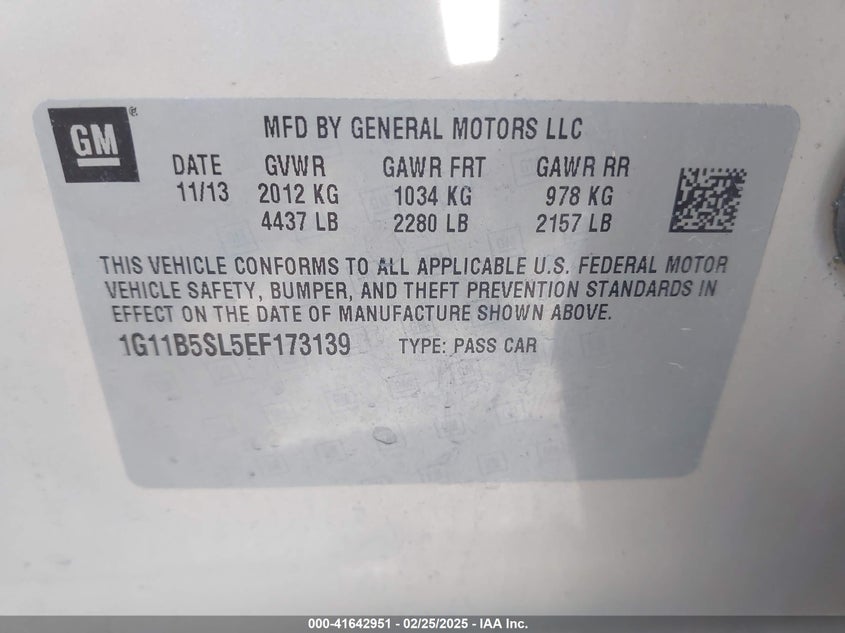 GM®
MFD BY GENERAL MOTORS LLC
DATE GVWR GAWR FRT GAWR RR
11/13 2012 KG 1034 KG 978 KG
4437 LB 2280 LB 2157 LB
THIS VEHICLE CONFORMS TO ALL APPLICABLE U.S. FEDERAL MOTOR
VEHICLE SAFETY, BUMPER, AND THEFT PREVENTION STANDARDS IN
EFFECT ON THE DATE OF MANUFACTURE SHOWN ABOVE.
1G11B5SL5EF173139 TYPE: PASS CAR
000-41642951 - 02/25/2025 - IAA Inc.